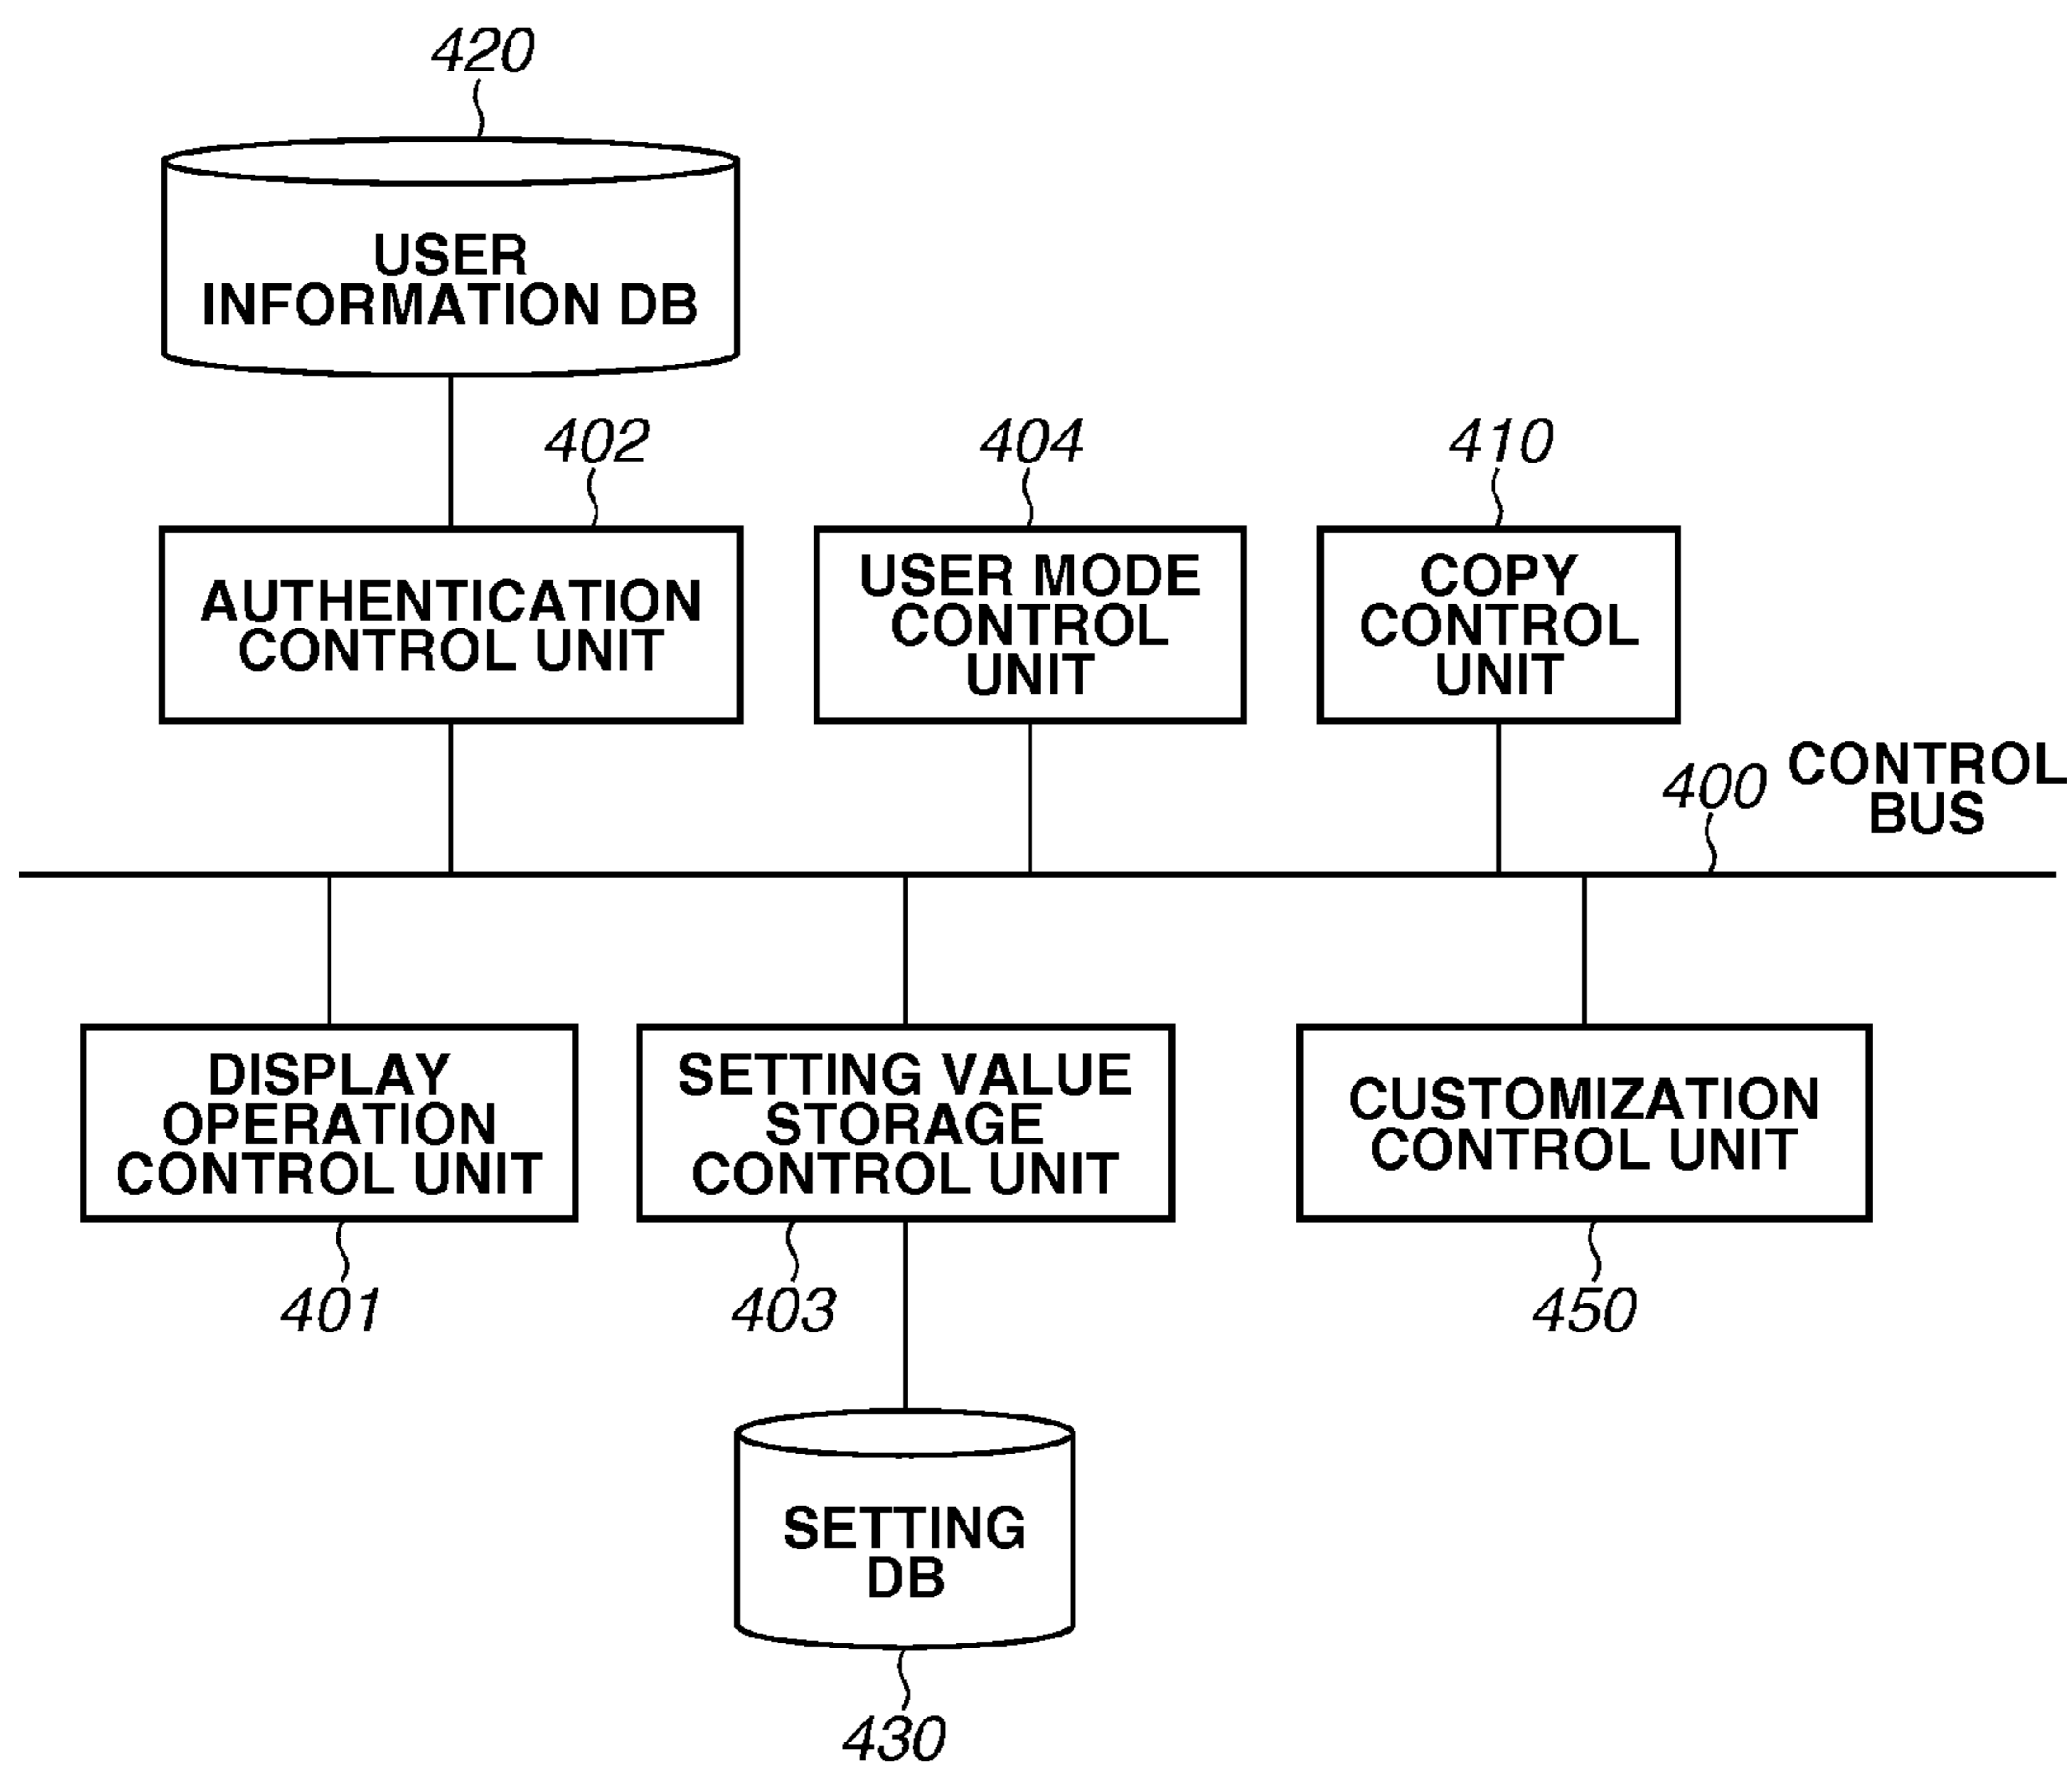 420
USER
INFORMATION DB
402
404
410
AUTHENTICATION
CONTROL UNIT
USER MODE
CONTROL
UNIT
COPY
CONTROL
UNIT
400
CONTROL
BUS
DISPLAY
OPERATION
CONTROL UNIT
SETTING VALUE
STORAGE
CONTROL UNIT
CUSTOMIZATION
CONTROL UNIT
401
403
450
SETTING
DB
430